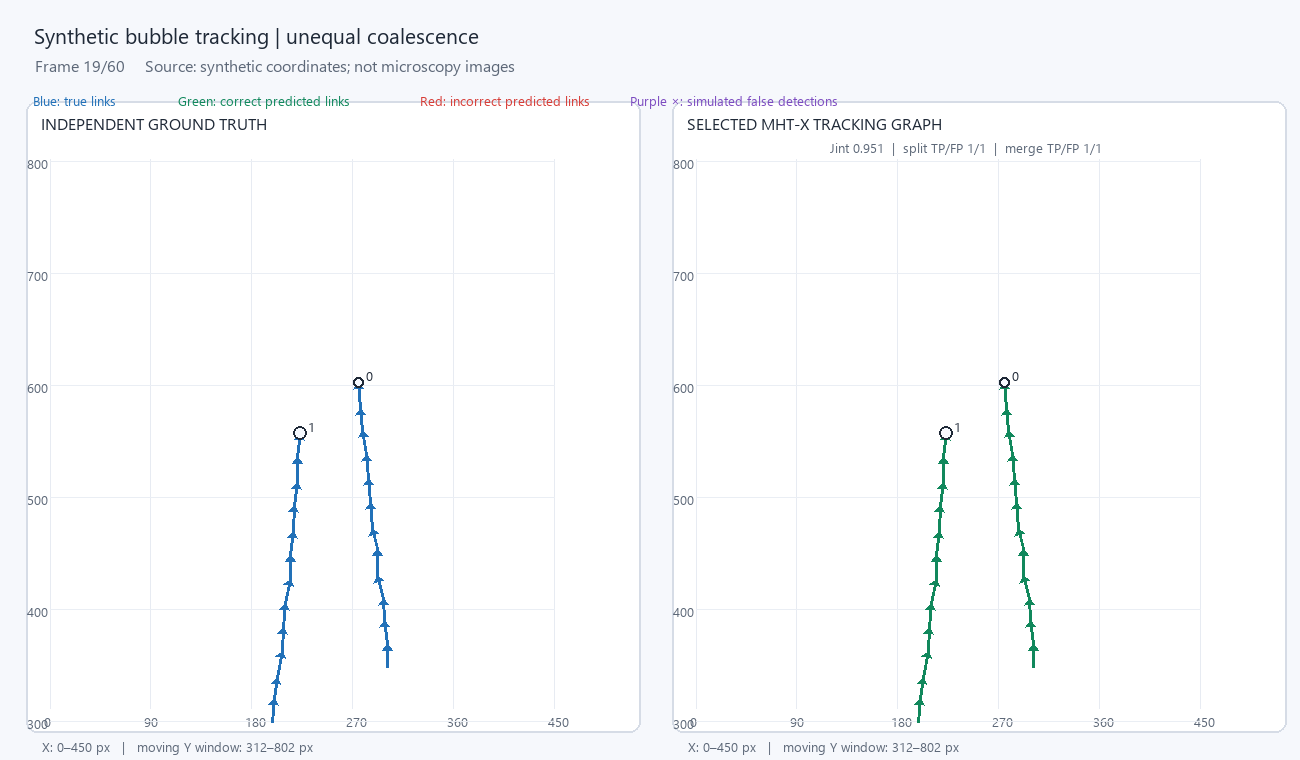 Synthetic bubble tracking | unequal coalescence
Frame 19/60 Source: synthetic coordinates; not microscopy images
Blue: true links Green: correct predicted links Red: incorrect predicted links Purple ×: simulated false detections
INDEPENDENT GROUND TRUTH
800
700
600
500
400
300
0
1
0 90 180 270 360 450
X: 0–450 px | moving Y window: 312–802 px
SELECTED MHT-X TRACKING GRAPH
Jint 0.951 | split TP/FP 1/1 | merge TP/FP 1/1
800
700
600
500
400
300
0
1
0 90 180 270 360 450
X: 0–450 px | moving Y window: 312–802 px